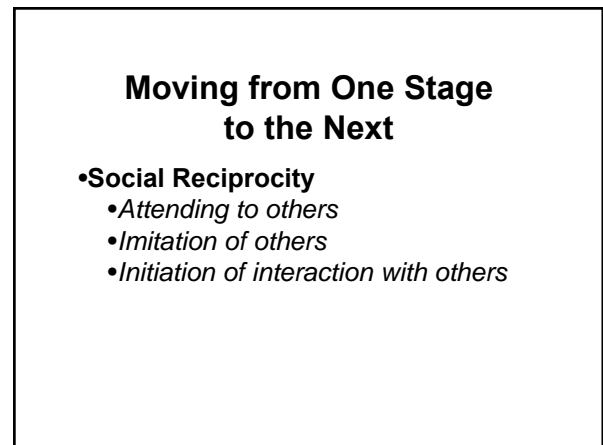 Moving from One Stage
to the Next
•Social Reciprocity
•Attending to others
•Imitation of others
•Initiation of interaction with others